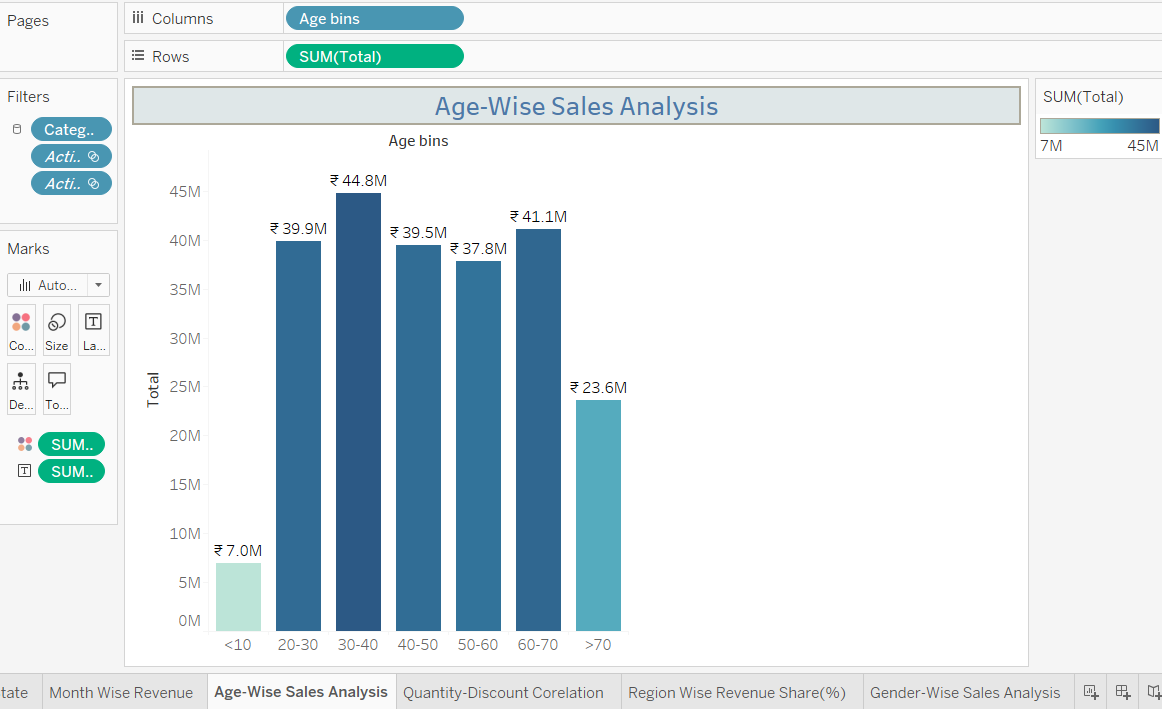 Pages
Columns
Age bins
Rows
SUM(Total)
Filters
Categ..
Acti..
Acti..
Marks
Auto...
Co...
Size
La...
De...
To...
SUM..
SUM..
Age-Wise Sales Analysis
Age bins
Total
45M
40M
35M
30M
25M
20M
15M
10M
5M
0M
₹ 7.0M
₹ 39.9M
₹ 44.8M
₹ 39.5M
₹ 37.8M
₹ 41.1M
₹ 23.6M
<10
20-30
30-40
40-50
50-60
60-70
>70
SUM(Total)
7M
45M
tate
Month Wise Revenue
Age-Wise Sales Analysis
Quantity-Discount Corelation
Region Wise Revenue Share(%)
Gender-Wise Sales Analysis